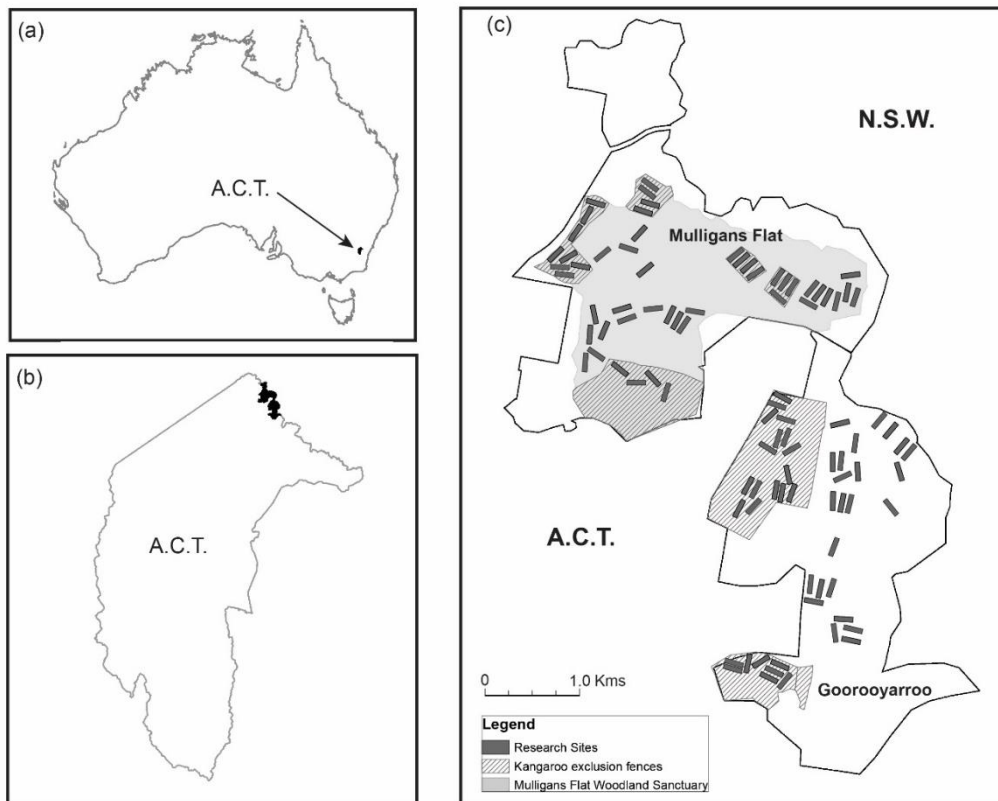 (a)
A.C.T.
(b)
A.C.T.
(c)
N.S.W.
Mulligans Flat
A.C.T.
0 1.0 Kms
Goorooyarroo
Legend
Research Sites
Kangaroo exclusion fences
Mulligans Flat Woodland Sanctuary